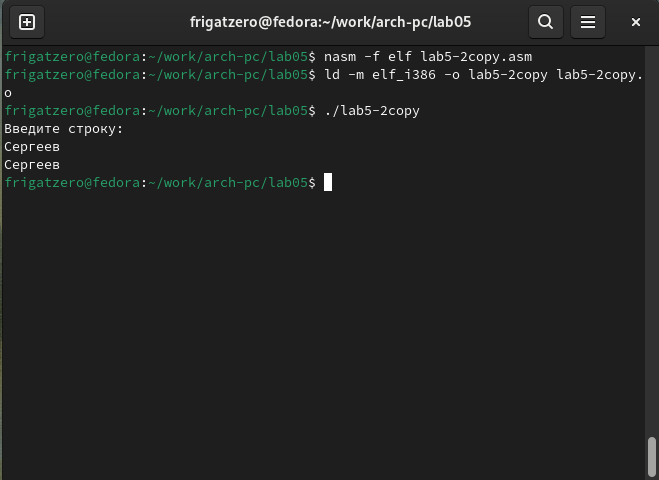 frigatzero@fedora:~/work/arch-pc/lab05
frigatzero@fedora:~/work/arch-pc/lab05$ nasm -f elf lab5-2copy.asm
frigatzero@fedora:~/work/arch-pc/lab05$ ld -m elf_i386 -o lab5-2copy lab5-2copy.
o
frigatzero@fedora:~/work/arch-pc/lab05$ ./lab5-2copy
Введите строку:
Сергеев
Сергеев
frigatzero@fedora:~/work/arch-pc/lab05$